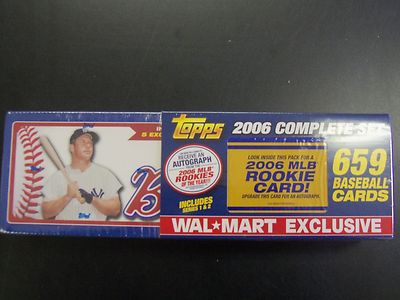 5 EXC
B
Topps
2006 COMPLETE SE
RECEIVE AN
AUTOGRAPH
2006 MLB
ROOKIES
OF THE YEAR!
INCLUDES
SERIES 1 & 2
LOOK INSIDE THIS PACK FOR A
2006 MLB
ROOKIE
CARD!
UPGRADE THIS CARD FOR AN AUTOGRAPH.
659
BASEBALL
CARDS
WAL★MART EXCLUSIVE